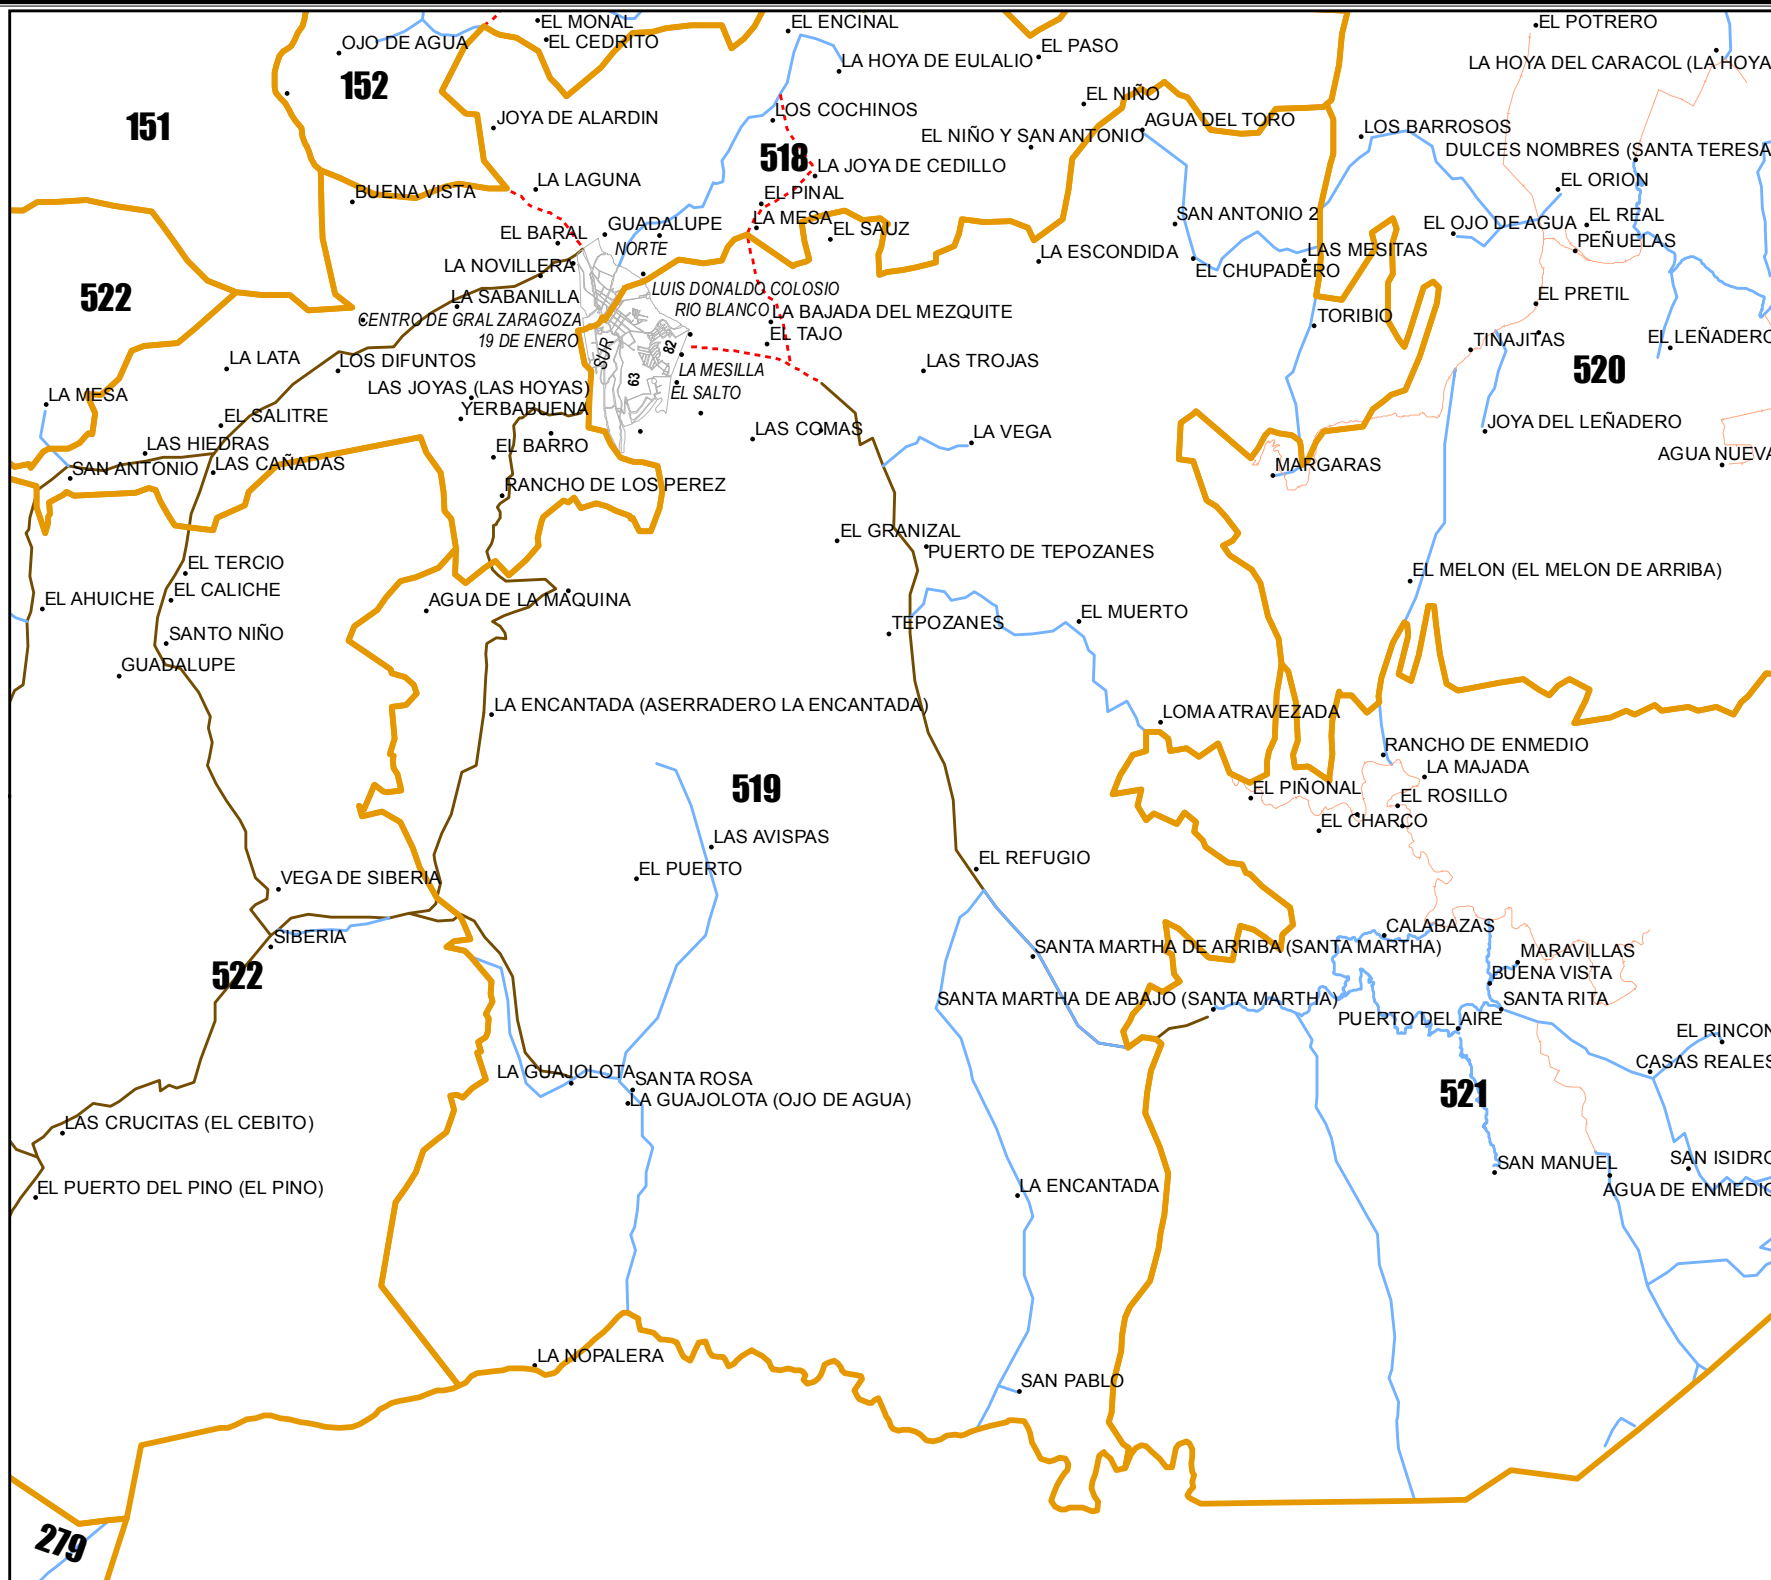 EL MONAL
EL ENCINAL
EL POTRERO
OJO DE AGUA
EL CEDRITO
EL PASO
LA HOYA DE EULALIO
LA HOYA DEL CARACOL (LA HOYA
152
151
EL NIÑO
JOYA DE ALARDIN
LOS COCHINOS
AGUA DEL TORO
LOS BARROSOS
EL NIÑO Y SAN ANTONIO
DULCES NOMBRES (SANTA TERESA
518
LA JOYA DE CEDILLO
LA LAGUNA
BUENA VISTA
EL PINAL
EL ORION
LA MESA
SAN ANTONIO 2
EL REAL
GUADALUPE
EL SAUZ
EL OJO DE AGUA
EL BARAL
NORTE
PEÑUELAS
LA ESCONDIDA
LAS MESITAS
LA NOVILLERA
EL CHUPADERO
522
LUIS DONALDO COLOSIO
LA SABANILLA
EL PRETIL
RIO BLANCO
LA BAJADA DEL MEZQUITE
TORIBIO
CENTRO DE GRAL ZARAGOZA
EL TAJO
19 DE ENERO
TINAJITAS
EL LEÑADERO
SUR
82
LA LATA
LOS DIFUNTOS
LAS TROJAS
520
LA MESILLA
63
LAS JOYAS (LAS HOYAS)
EL SALTO
LA MESA
YERBABUENA
EL SALITRE
LAS COMAS
LA VEGA
JOYA DEL LEÑADERO
LAS HIEDRAS
EL BARRO
AGUA NUEVA
SAN ANTONIO
LAS CAÑADAS
MARGARAS
RANCHO DE LOS PEREZ
EL GRANIZAL
PUERTO DE TEPOZANES
EL TERCIO
EL MELON (EL MELON DE ARRIBA)
EL CALICHE
EL AHUICHE
AGUA DE LA MAQUINA
EL MUERTO
TEPOZANES
SANTO NIÑO
GUADALUPE
LA ENCANTADA (ASERRADERO LA ENCANTADA)
LOMA ATRAVEZADA
RANCHO DE ENMEDIO
LA MAJADA
519
EL PIÑONAL
EL ROSILLO
EL CHARCO
LAS AVISPAS
EL REFUGIO
EL PUERTO
VEGA DE SIBERIA
CALABAZAS
SIBERIA
SANTA MARTHA DE ARRIBA (SANTA MARTHA)
MARAVILLAS
522
BUENA VISTA
SANTA MARTHA DE ABAJO (SANTA MARTHA)
SANTA RITA
PUERTO DEL AIRE
EL RINCON
CASAS REALES
LA GUAJOLOTA
SANTA ROSA
521
LA GUAJOLOTA (OJO DE AGUA)
LAS CRUCITAS (EL CEBITO)
SAN MANUEL
SAN ISIDRO
EL PUERTO DEL PINO (EL PINO)
LA ENCANTADA
AGUA DE ENMEDIO
LA NOPALERA
SAN PABLO
279